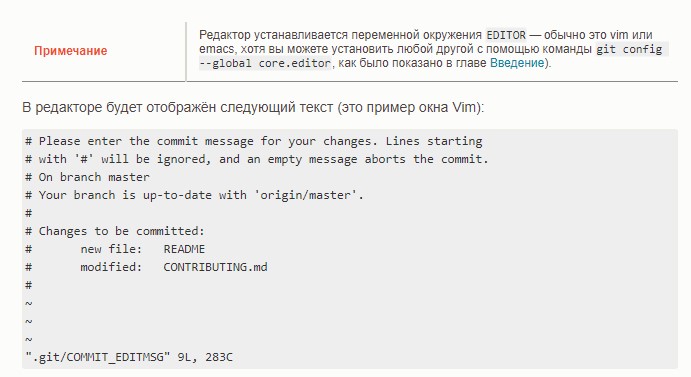 Примечание
Редактор устанавливается переменной окружения EDITOR — обычно это vim или
emacs, хотя вы можете установить любой другой с помощью команды git config
--global core.editor, как было показано в главе Введение).
В редакторе будет отображён следующий текст (это пример окна Vim):
# Please enter the commit message for your changes. Lines starting
# with '#' will be ignored, and an empty message aborts the commit.
# On branch master
# Your branch is up-to-date with 'origin/master'.
#
# Changes to be committed:
#       new file:   README
#       modified:   CONTRIBUTING.md
#
~
~
~
".git/COMMIT_EDITMSG" 9L, 283C